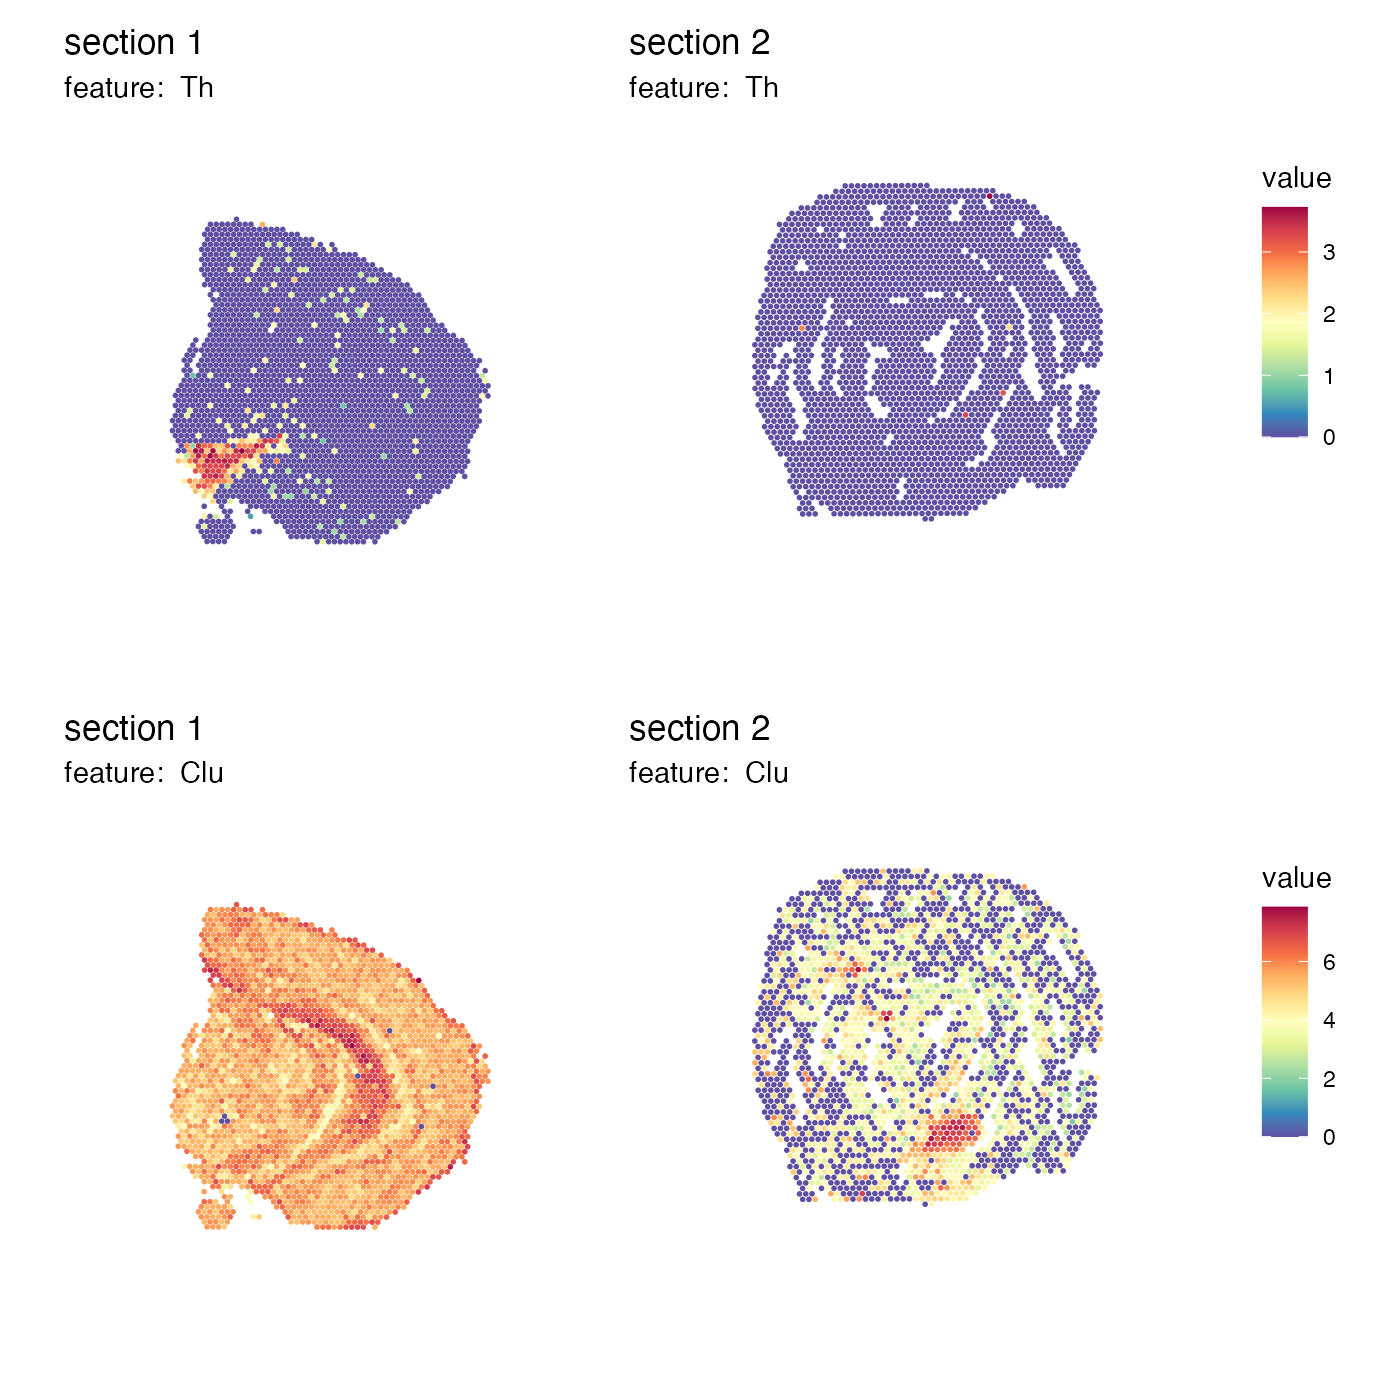 section 1
feature: Th
section 2
feature: Th
value
3
2
1
0
section 1
feature: Clu
section 2
feature: Clu
value
6
4
2
0